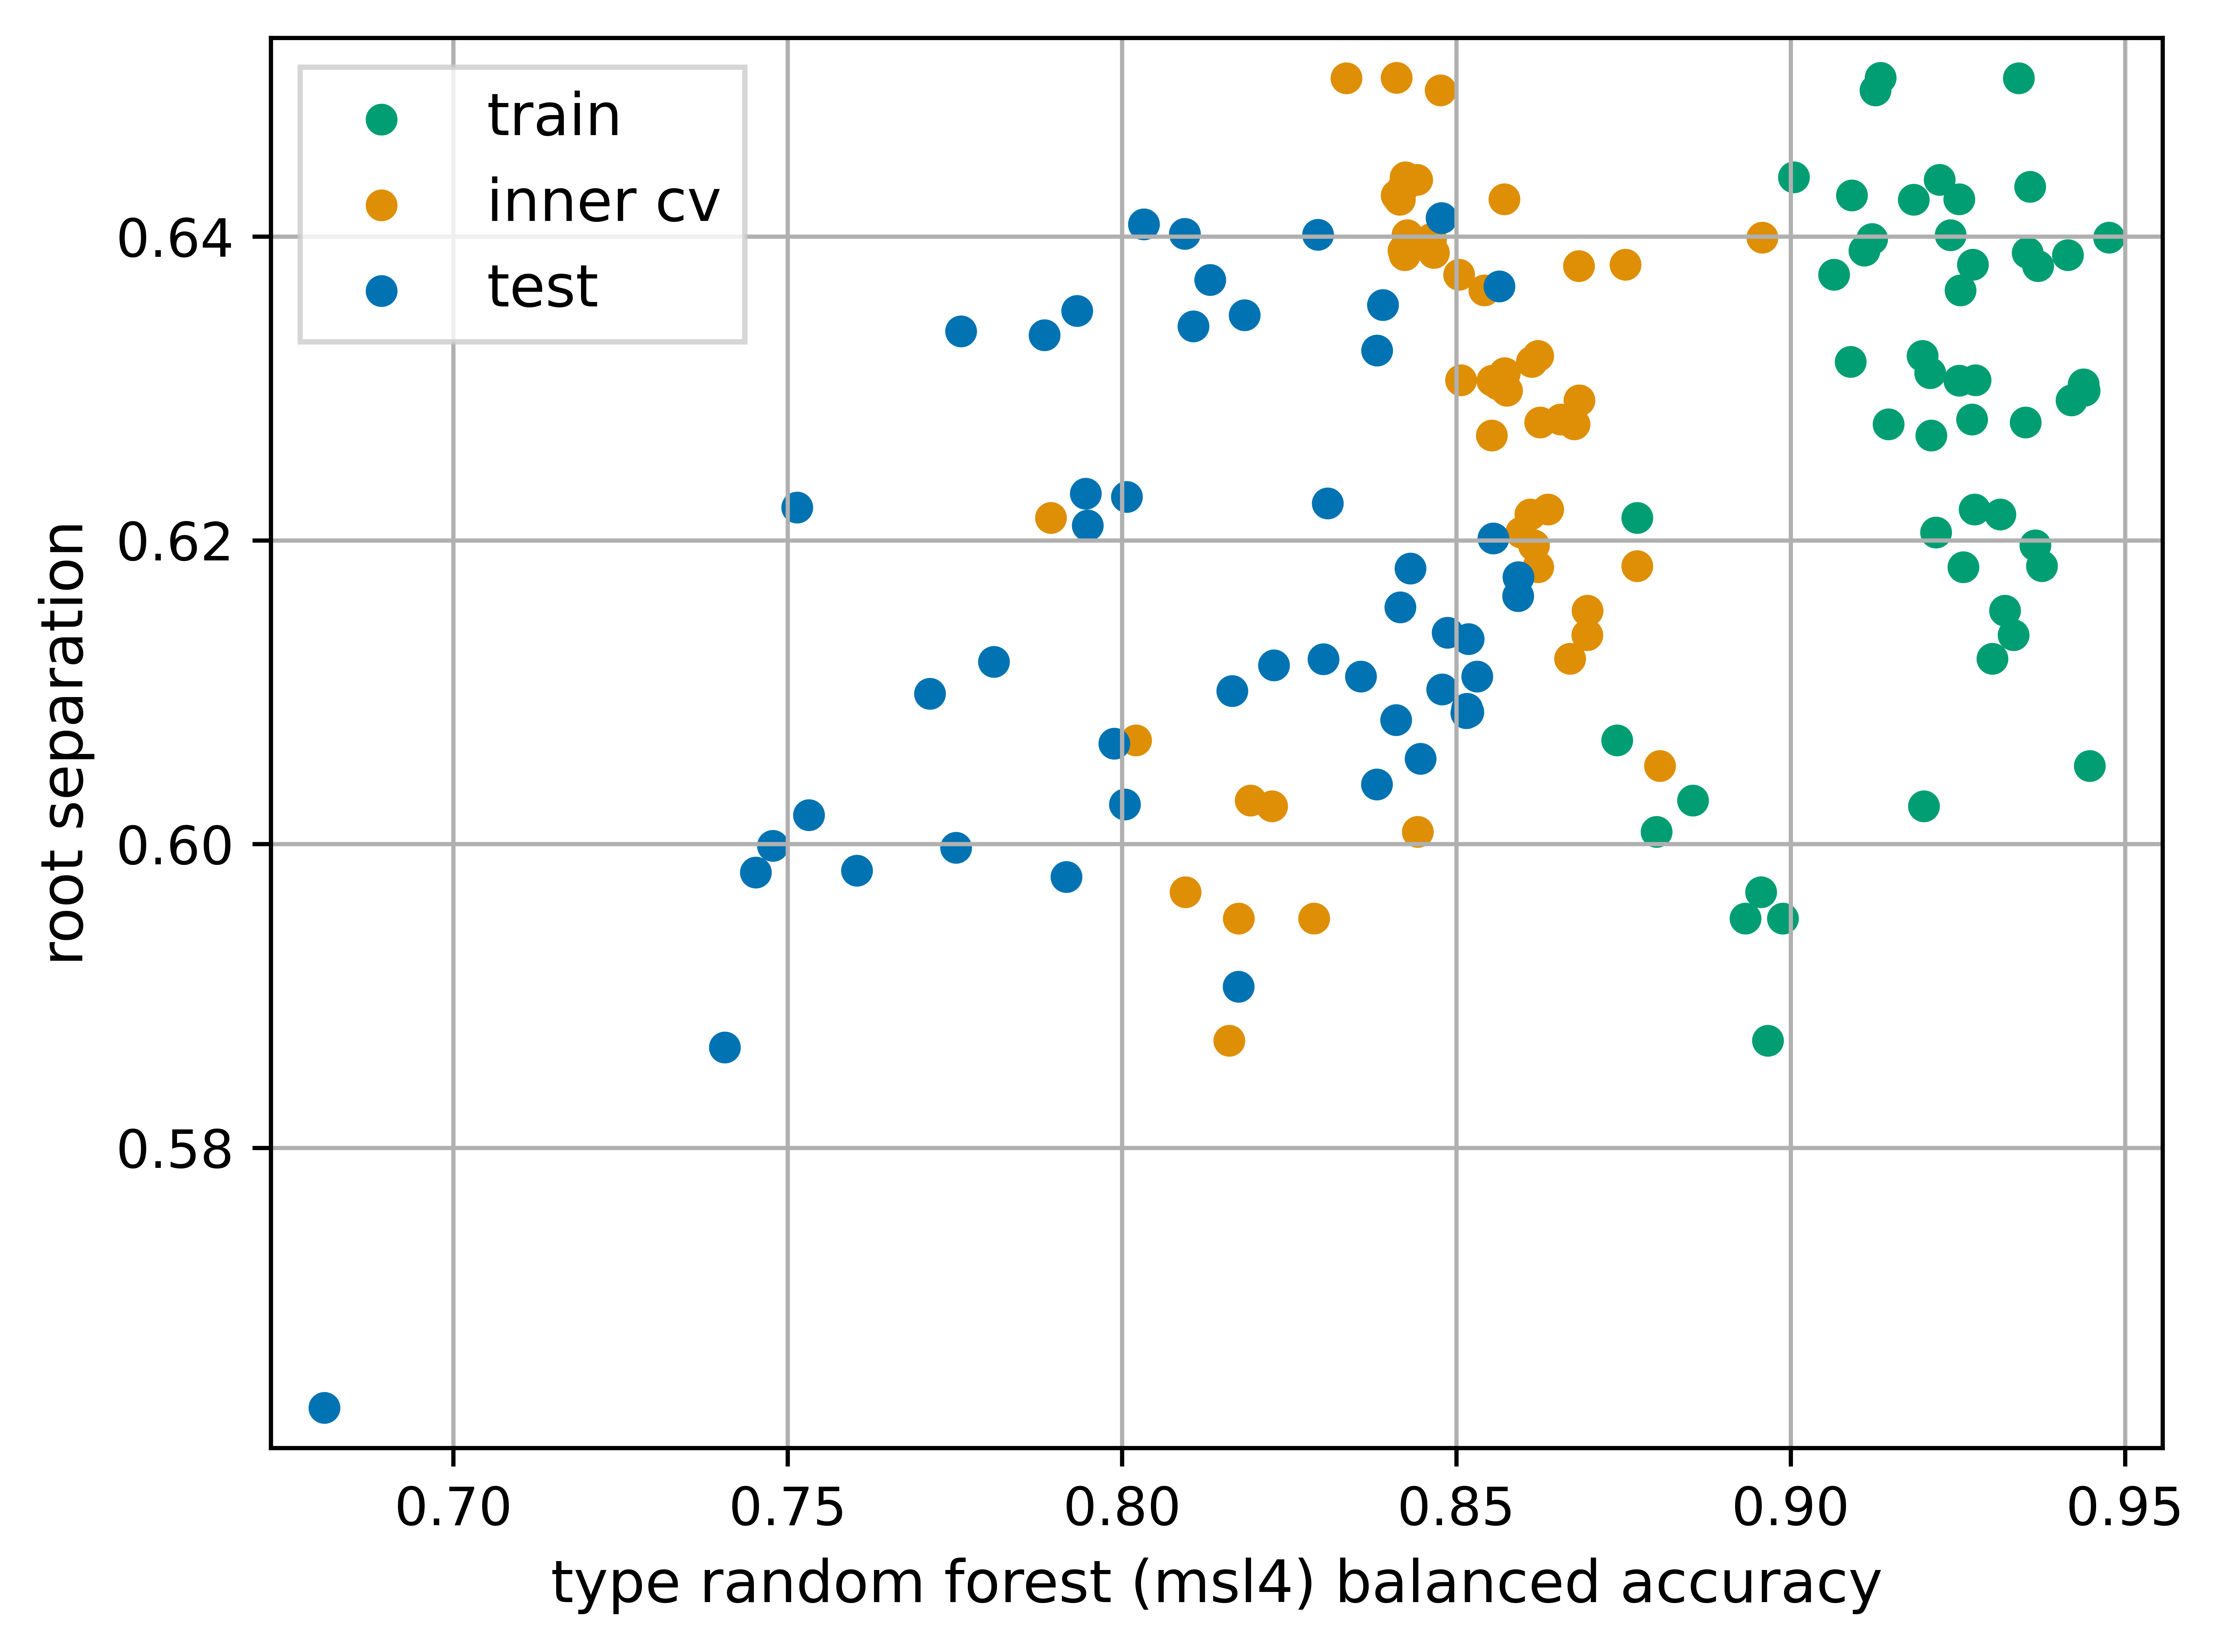 train
inner cv
test
0.64
0.62
0.60
0.58
root separation
0.70 0.75 0.80 0.85 0.90 0.95
type random forest (msl4) balanced accuracy